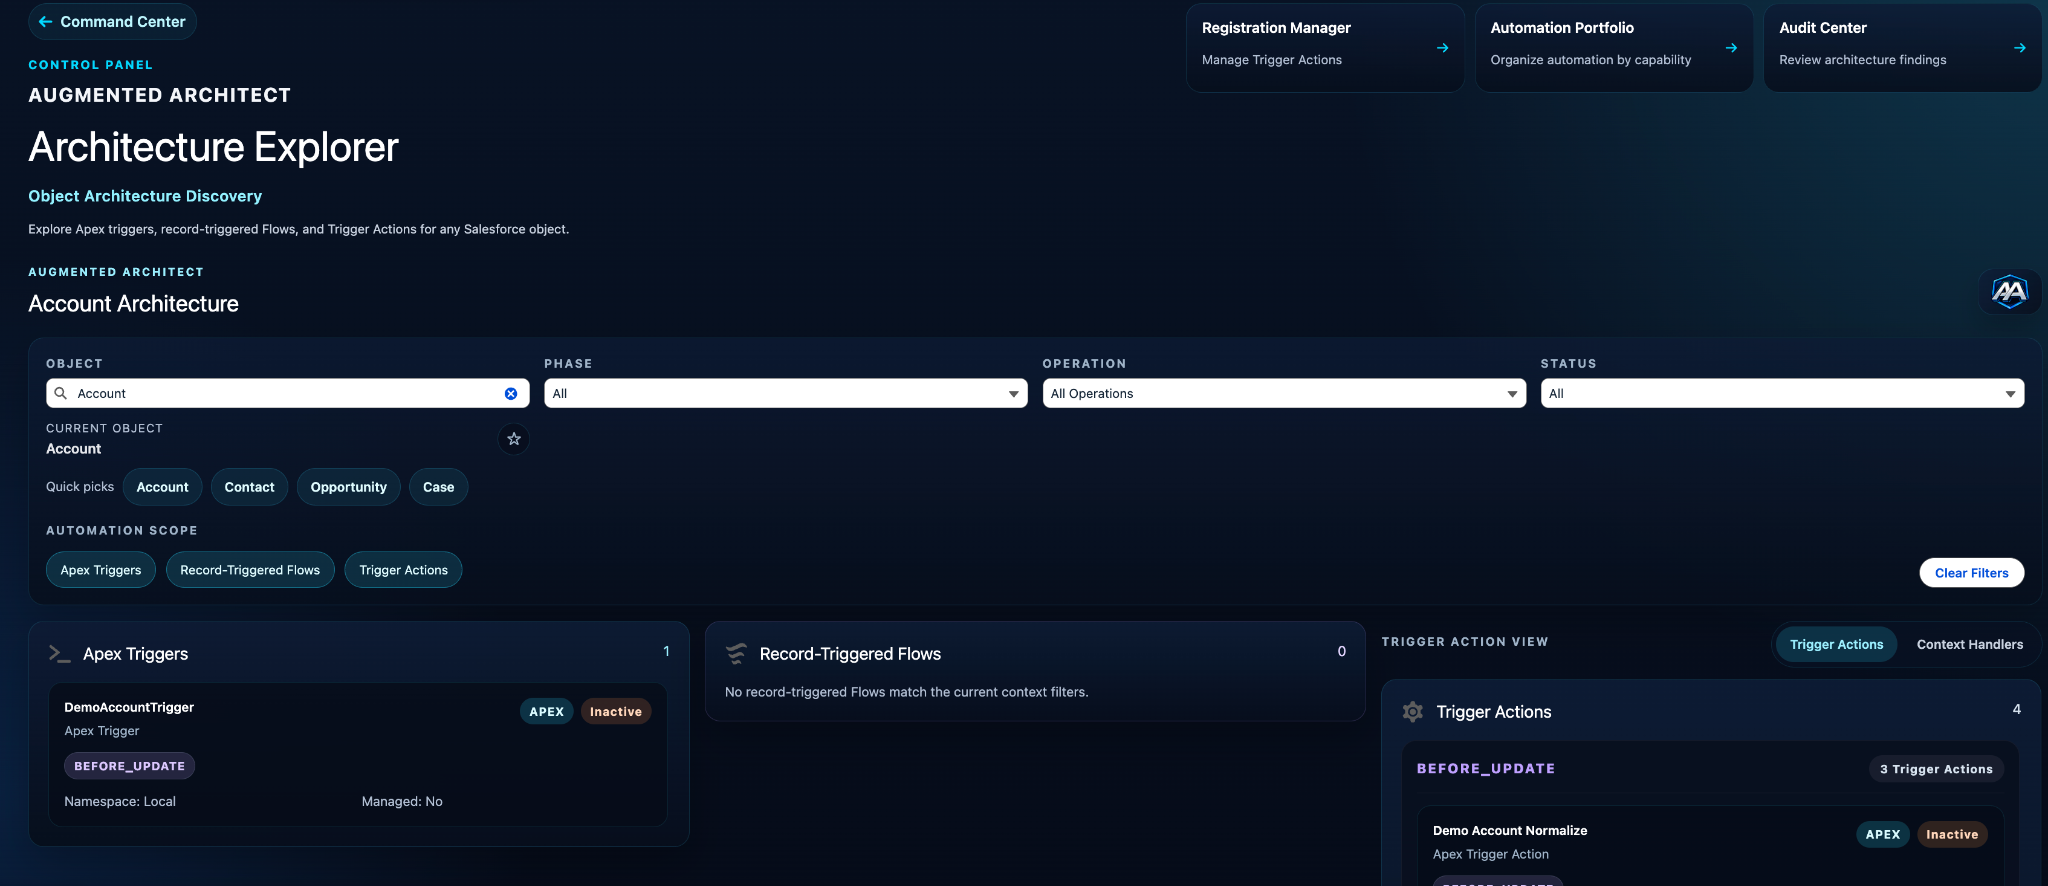 Command Center
CONTROL PANEL
AUGMENTED ARCHITECT
Architecture Explorer
Object Architecture Discovery
Explore Apex triggers, record-triggered Flows, and Trigger Actions for any Salesforce object.
Registration Manager
Manage Trigger Actions
Automation Portfolio
Organize automation by capability
Audit Center
Review architecture findings
AUGMENTED ARCHITECT
Account Architecture
AA
OBJECT
Account
PHASE
All
OPERATION
All Operations
STATUS
All
CURRENT OBJECT
Account
Quick picks Account Contact Opportunity Case
AUTOMATION SCOPE
Apex Triggers Record-Triggered Flows Trigger Actions
Clear Filters
Apex Triggers 1
DemoAccountTrigger APEX Inactive
Apex Trigger
BEFORE_UPDATE
Namespace: Local Managed: No
Record-Triggered Flows 0
No record-triggered Flows match the current context filters.
TRIGGER ACTION VIEW Trigger Actions Context Handlers
Trigger Actions 4
BEFORE_UPDATE 3 Trigger Actions
Demo Account Normalize APEX Inactive
Apex Trigger Action
BEFORE_UPDATE